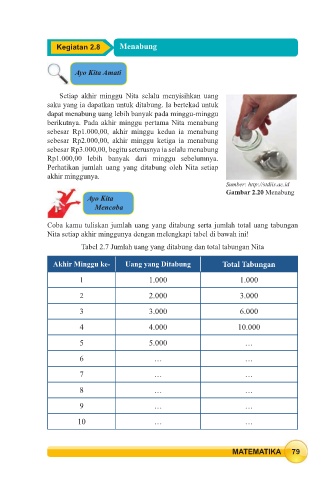 Kegiatan 2.8 Menabung
Ayo Kita Amati
Setiap akhir minggu Nita selalu menyisihkan uang
saku yang ia dapatkan untuk ditabung. Ia bertekad untuk
dapat menabung uang lebih banyak pada minggu-minggu
berikutnya. Pada akhir minggu pertama Nita menabung
sebesar Rp1.000,00, akhir minggu kedua ia menabung
sebesar Rp2.000,00, akhir minggu ketiga ia menabung
sebesar Rp3.000,00, begitu seterusnya ia selalu menabung
Rp1.000,00 lebih banyak dari minggu sebelumnya.
Perhatikan jumlah uang yang ditabung oleh Nita setiap
akhir minggunya.
Sumber: http://stdiis.ac.id
Gambar 2.20 Menabung
Ayo Kita
Mencoba
Coba kamu tuliskan jumlah uang yang ditabung serta jumlah total uang tabungan
Nita setiap akhir minggunya dengan melengkapi tabel di bawah ini!
Tabel 2.7 Jumlah uang yang ditabung dan total tabungan Nita
Akhir Minggu ke- Uang yang Ditabung Total Tabungan
1 1.000 1.000
2 2.000 3.000
3 3.000 6.000
4 4.000 10.000
5 5.000 …
6 … …
7 … …
8 … …
9 … …
10 … …
MATEMATIKA 79